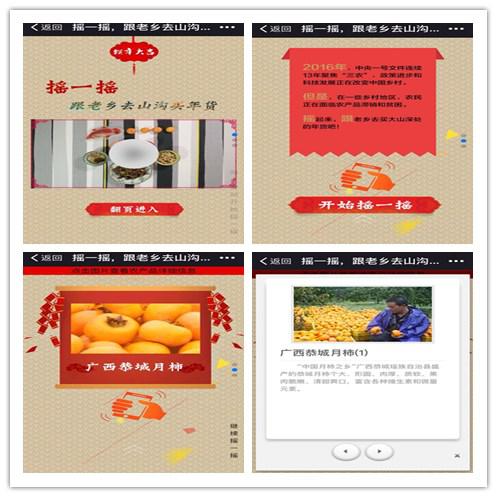 返回 摇一摇，跟老乡去山沟... •••
猴年大吉
摇一摇
跟老乡去山沟买年货
翻页进入
返回 摇一摇，跟老乡去山沟... •••
2016年，中央一号文件连续
13年聚焦“三农”，政策进步和
科技发展正在改变中国乡村。
但是，在一些乡村地区，农民
正在面临农产品滞销和贫困。
摇起来，跟老乡去买大山深处
的年货吧！
开始摇一摇
返回 摇一摇，跟老乡去山沟... •••
点击图片查看农产品详细信息
广西恭城月柿
继续摇一摇
返回 摇一摇，跟老乡去山沟... •••
广西恭城月柿(1)
“中国月柿之乡”广西恭城瑶族自治县盛
产的恭城月柿个大、形圆、肉厚、质软、果
肉脆嫩、清甜爽口，富含各种维生素和微量
元素。